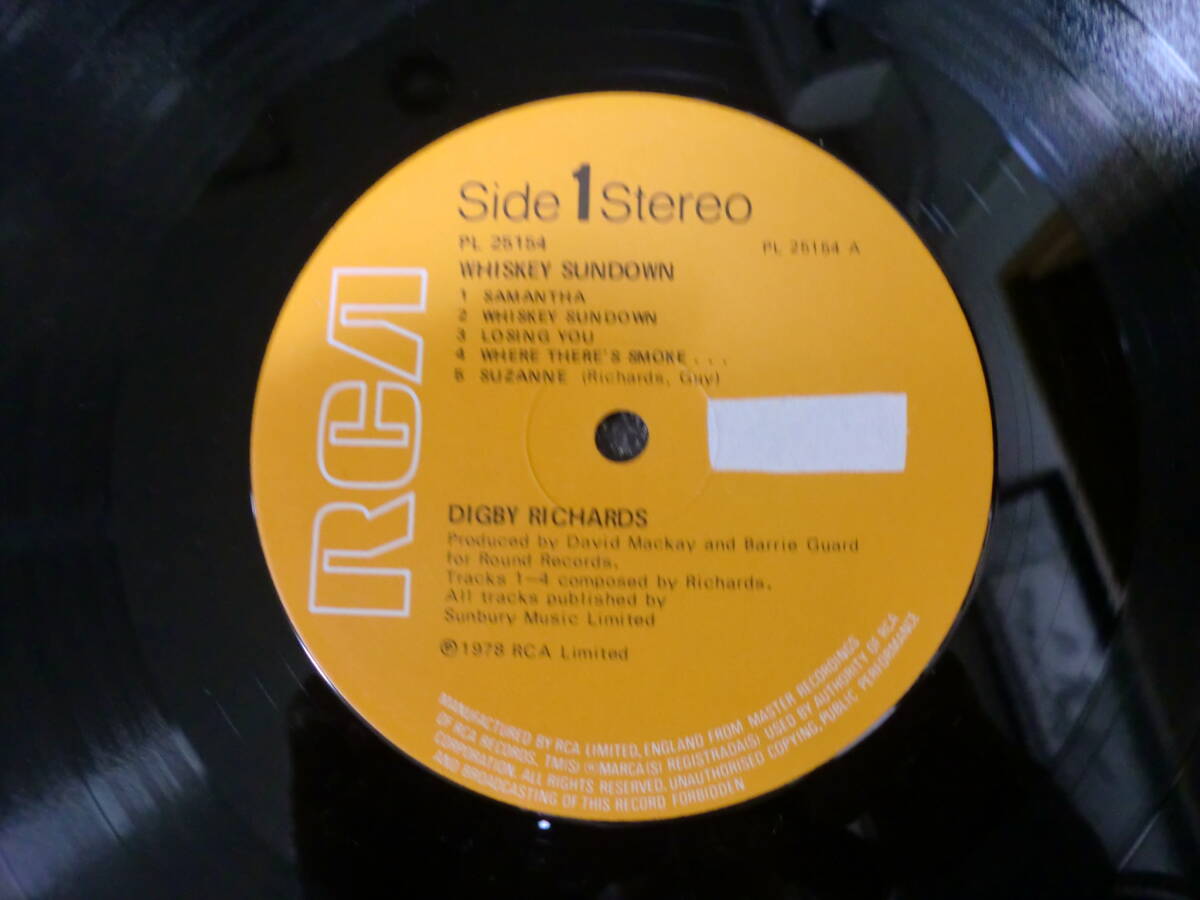 Side 1 Stereo
PL 25154
PL 25154 A
WHISKEY SUNDOWN
1 SAMANTHA
2 WHISKEY SUNDOWN
3 LOSING YOU
4 WHERE THERE'S SMOKE . . .
5 SUZANNE (Richards, Guy)
RCA
DIGBY RICHARDS
Produced by David Mackay and Barrie Guard
for Round Records.
Tracks 1–4 composed by Richards.
All tracks published by
Sunbury Music Limited
℗1978 RCA Limited
MANUFACTURED BY RCA LIMITED, ENGLAND FROM MASTER RECORDINGS
OF RCA RECORDS. TM(S) ® MARCA(S) REGISTRADA(S) USED BY AUTHORITY OF RCA
CORPORATION. ALL RIGHTS RESERVED. UNAUTHORISED COPYING, PUBLIC PERFORMANCE
AND BROADCASTING OF THIS RECORD FORBIDDEN